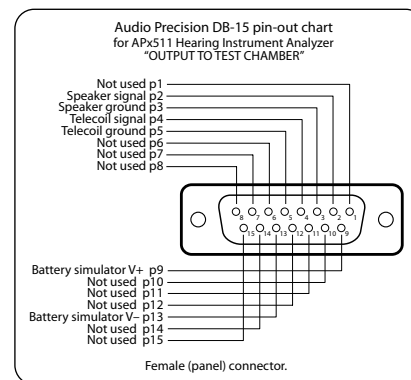 Audio Precision DB-15 pin-out chart
for APx511 Hearing Instrument Analyzer
“OUTPUT TO TEST CHAMBER”
Not used p1
Speaker signal p2
Speaker ground p3
Telecoil signal p4
Telecoil ground p5
Not used p6
Not used p7
Not used p8
8 7 6 5 4 3 2 1
15 14 13 12 11 10 9
Battery simulator V+ p9
Not used p10
Not used p11
Not used p12
Battery simulator V– p13
Not used p14
Not used p15
Female (panel) connector.